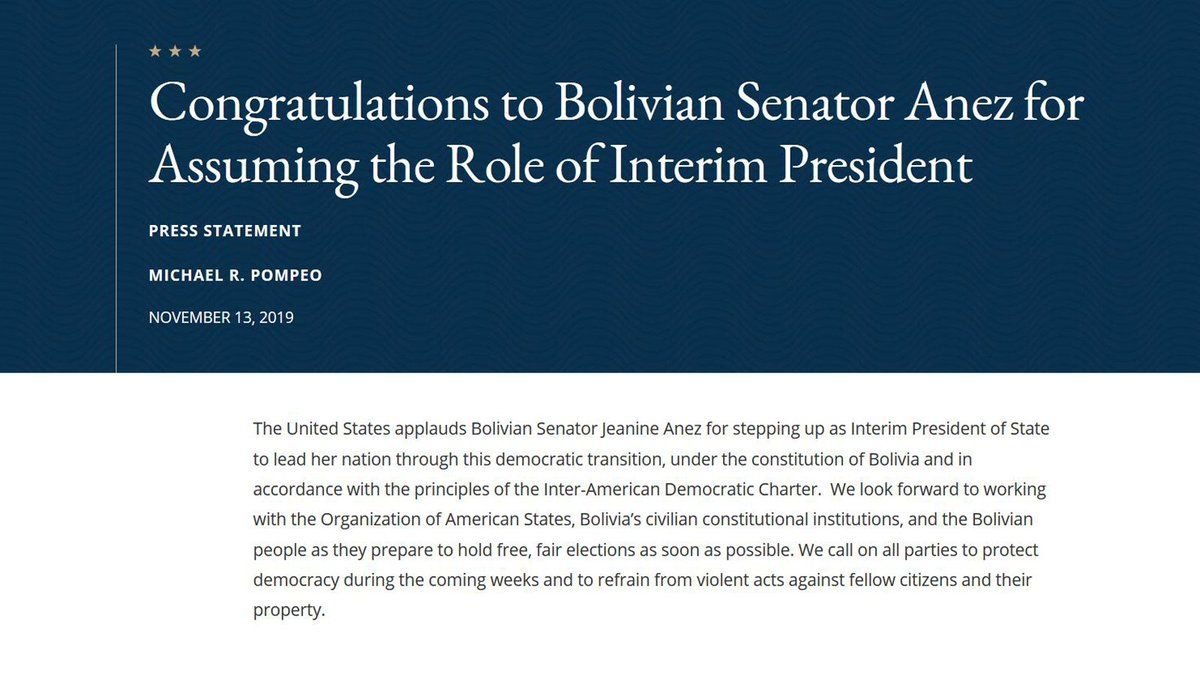 Congratulations to Bolivian Senator Anez for
Assuming the Role of Interim President
PRESS STATEMENT
MICHAEL R. POMPEO
NOVEMBER 13, 2019
The United States applauds Bolivian Senator Jeanine Anez for stepping up as Interim President of State
to lead her nation through this democratic transition, under the constitution of Bolivia and in
accordance with the principles of the Inter-American Democratic Charter.  We look forward to working
with the Organization of American States, Bolivia’s civilian constitutional institutions, and the Bolivian
people as they prepare to hold free, fair elections as soon as possible. We call on all parties to protect
democracy during the coming weeks and to refrain from violent acts against fellow citizens and their
property.